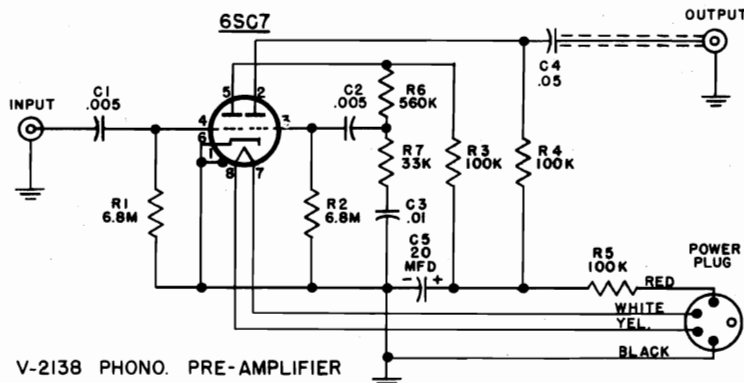 6SC7
OUTPUT
C4
.05
5
2
C1
.005
C2
.005
R6
560K
INPUT
4
3
6
1
8
7
R7
33K
R3
100K
R4
100K
R1
6.8M
R2
6.8M
C3
.01
C5
20
MFD
- +
R5
100K
POWER
PLUG
RED
WHITE
YEL.
BLACK
V-2138 PHONO. PRE-AMPLIFIER